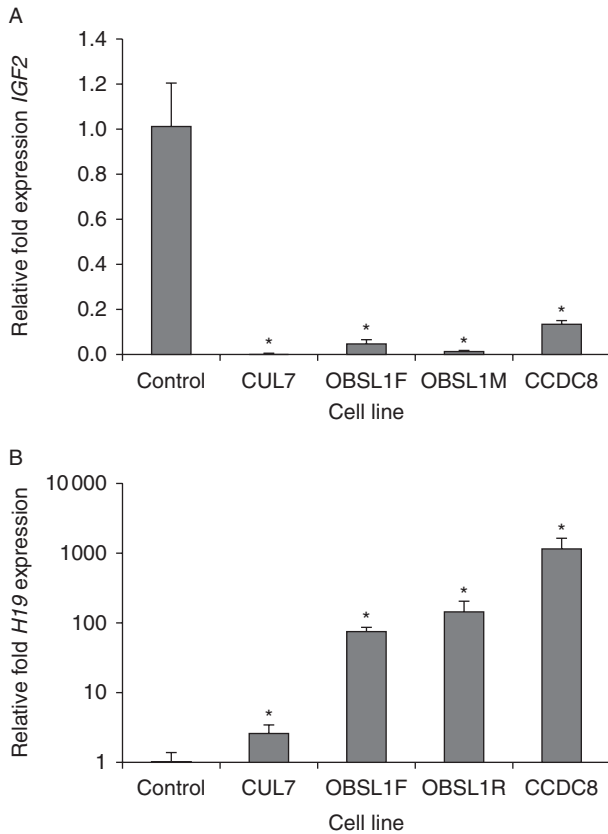 A
Relative fold expression IGF2
1.4
1.2
1.0
0.8
0.6
0.4
0.2
0.0
* * * *
Control CUL7 OBSL1F OBSL1M CCDC8
Cell line
B
Relative fold H19 expression
10 000
1000
100
10
1
* * * *
Control CUL7 OBSL1F OBSL1R CCDC8
Cell line